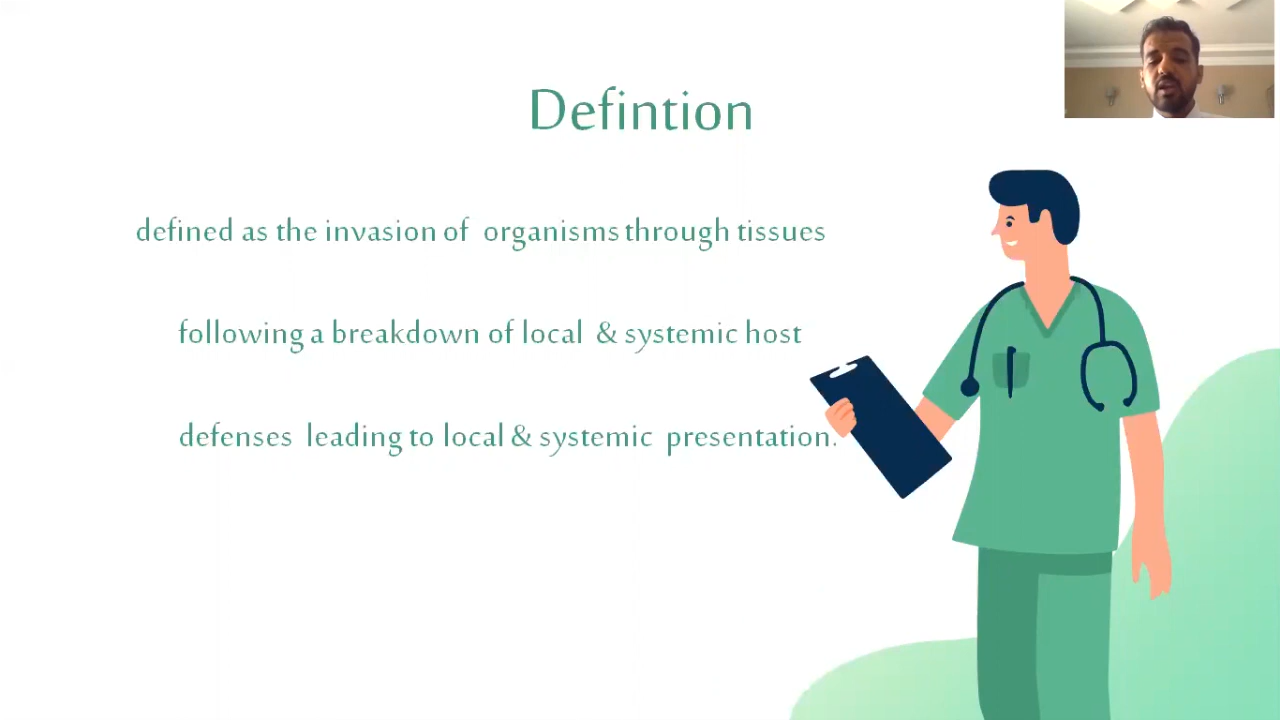 Defintion
defined as the invasion of organisms through tissues
following a breakdown of local & systemic host
defenses leading to local & systemic presentation.